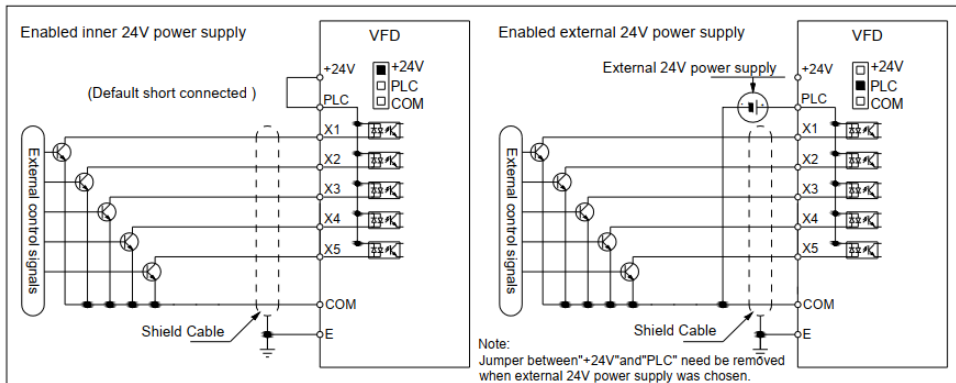 Enabled inner 24V power supply
VFD
+24V
+24V
PLC
COM
(Default short connected )
PLC
X1
X2
X3
X4
X5
External control signals
COM
Shield Cable
E
Enabled external 24V power supply
VFD
+24V
+24V
PLC
COM
External 24V power supply
PLC
X1
X2
X3
X4
X5
External control signals
COM
Shield Cable
E
Note:
Jumper between"+24V"and"PLC" need be removed
when external 24V power supply was chosen.